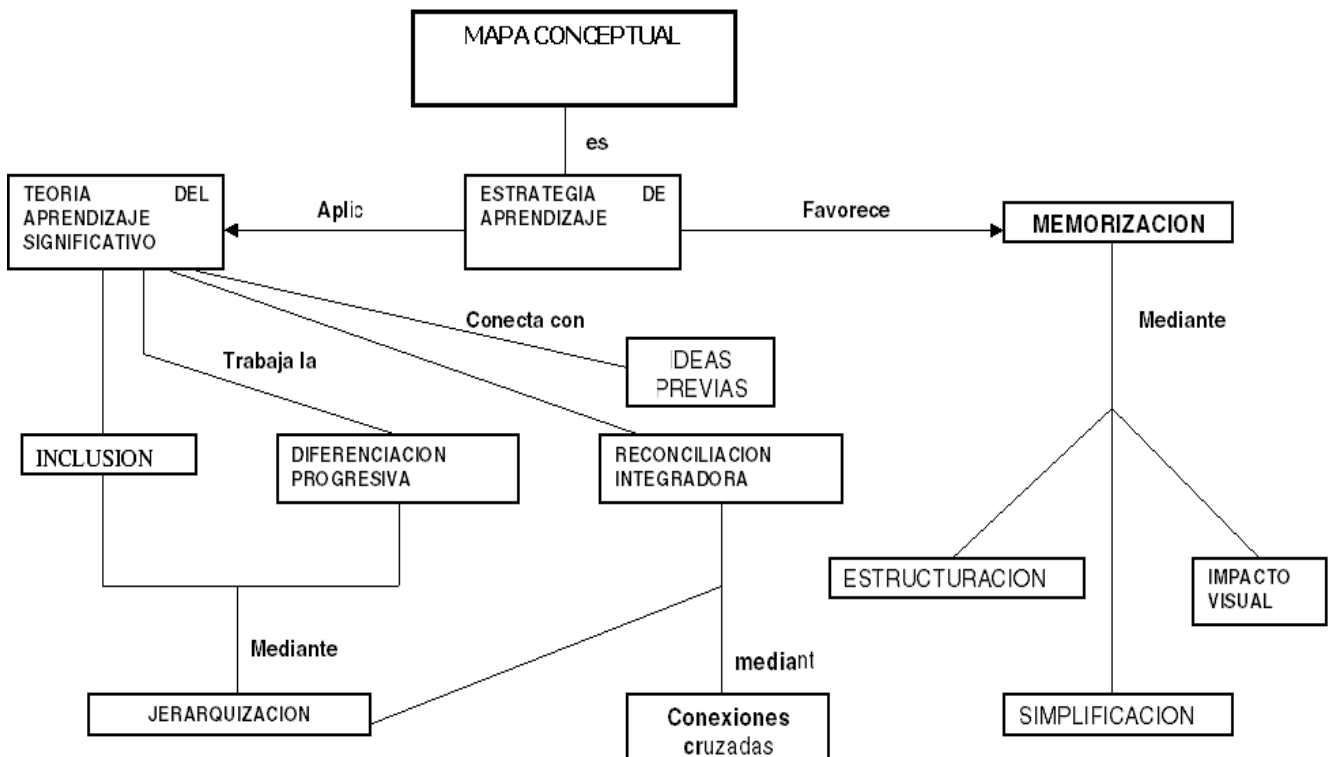 MAPA CONCEPTUAL
es
TEORIA DEL
APRENDIZAJE
SIGNIFICATIVO
Aplic
ESTRATEGIA DE
APRENDIZAJE
Favorece
MEMORIZACION
Conecta con
Mediante
Trabaja la
IDEAS
PREVIAS
INCLUSION
DIFERENCIACION
PROGRESIVA
RECONCILIACION
INTEGRADORA
ESTRUCTURACION
IMPACTO
VISUAL
Mediante
mediant
JERARQUIZACION
Conexiones
cruzadas
SIMPLIFICACION